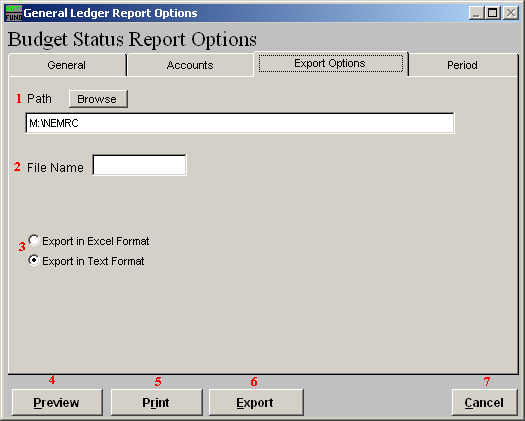 FUND General Ledger Report Options
Budget Status Report Options
General Accounts Export Options Period
1 Path Browse
M:\NEMRC
2 File Name
3 Export in Excel Format
Export in Text Format
4 5 6 7
Preview Print Export Cancel